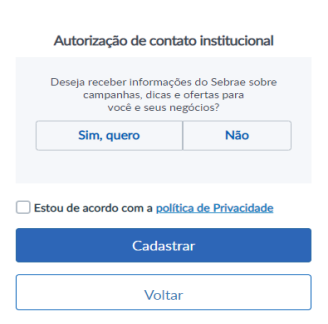 Autorização de contato institucional
Deseja receber informações do Sebrae sobre
campanhas, dicas e ofertas para
você e seus negócios?
Sim, quero
Não
Estou de acordo com a política de Privacidade
Cadastrar
Voltar